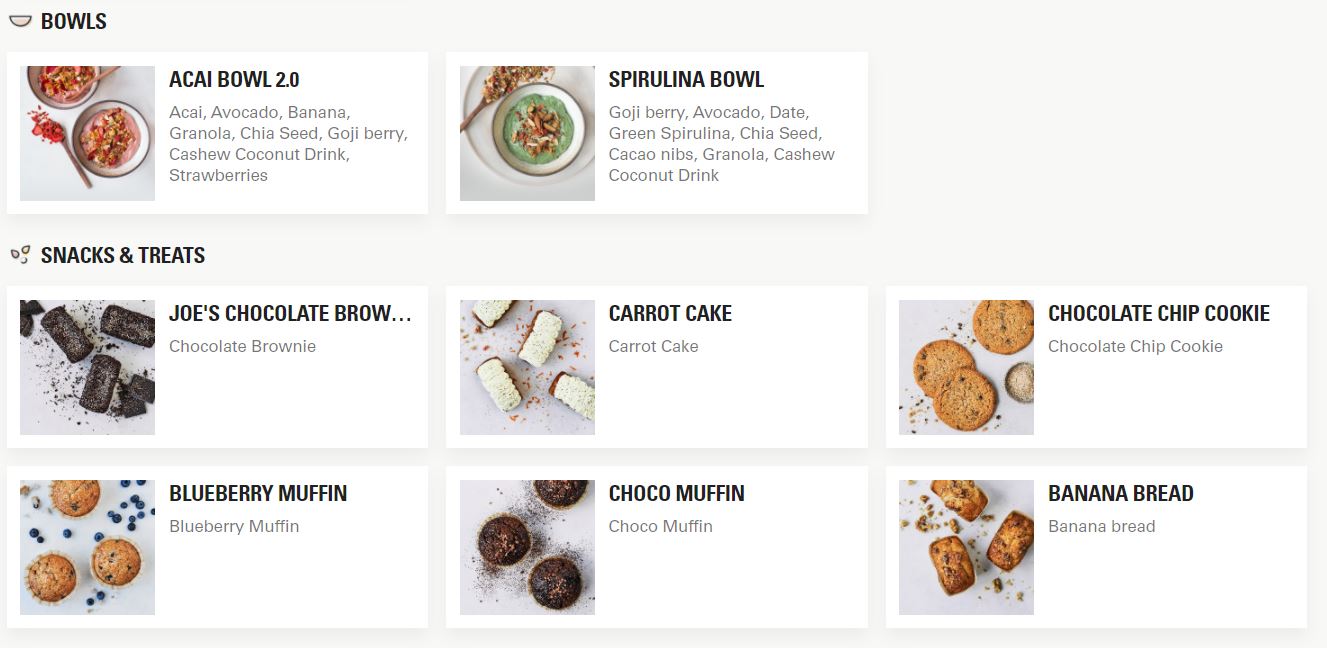 BOWLS
ACAI BOWL 2.0
Acai, Avocado, Banana,
Granola, Chia Seed, Goji berry,
Cashew Coconut Drink,
Strawberries
SPIRULINA BOWL
Goji berry, Avocado, Date,
Green Spirulina, Chia Seed,
Cacao nibs, Granola, Cashew
Coconut Drink
SNACKS & TREATS
JOE'S CHOCOLATE BROW...
Chocolate Brownie
CARROT CAKE
Carrot Cake
CHOCOLATE CHIP COOKIE
Chocolate Chip Cookie
BLUEBERRY MUFFIN
Blueberry Muffin
CHOCO MUFFIN
Choco Muffin
BANANA BREAD
Banana bread